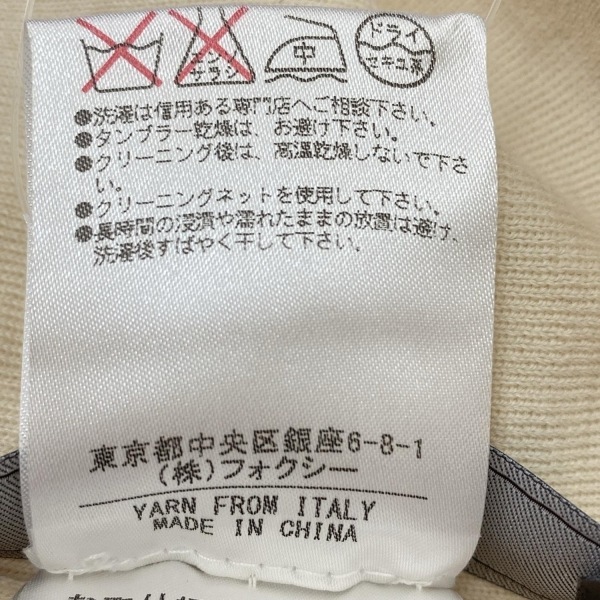 エンソ
サラシ
中
ドライ
セキユ系
●洗濯は信用ある専門店へご相談下さい。
●タンブラー乾燥は、お避け下さい。
●クリーニング後は、高温乾燥しないで下さ
い。
●クリーニングネットを使用して下さい。
●長時間の浸漬や濡れたままの放置は避け、
洗濯後すばやく干して下さい。
東京都中央区銀座6-8-1
(株)フォクシー
YARN FROM ITALY
MADE IN CHINA